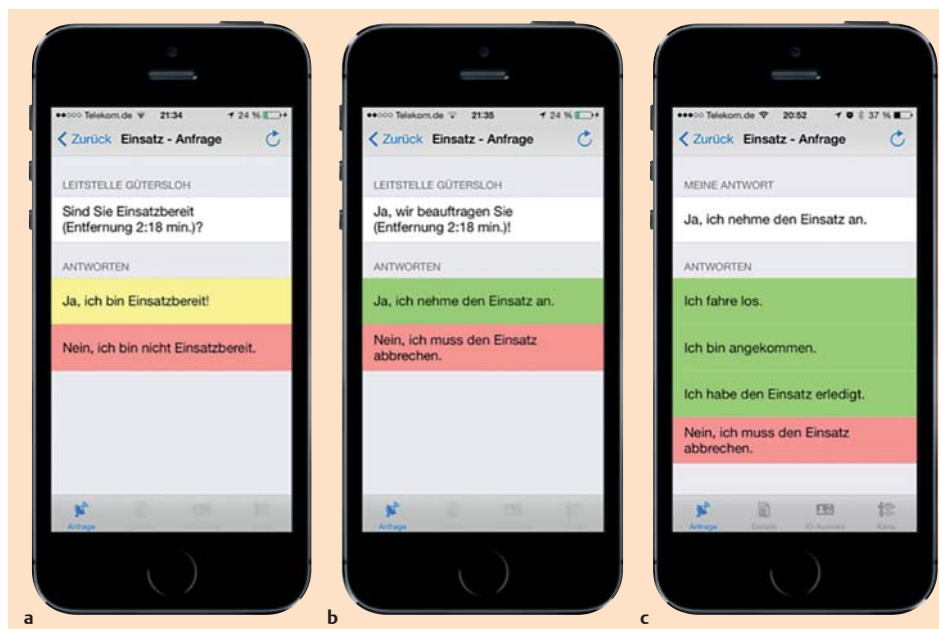 Telekom.de 21:34 24 %
Zurück Einsatz - Anfrage
LEITSTELLE GÜTERSLOH
Sind Sie Einsatzbereit
(Entfernung 2:18 min.)?
ANTWORTEN
Ja, ich bin Einsatzbereit!
Nein, ich bin nicht Einsatzbereit.
Anfrage
a
Telekom.de 21:35 24 %
Zurück Einsatz - Anfrage
LEITSTELLE GÜTERSLOH
Ja, wir beauftragen Sie
(Entfernung 2:18 min.)!
ANTWORTEN
Ja, ich nehme den Einsatz an.
Nein, ich muss den Einsatz
abbrechen.
Anfrage
b
Telekom.de 20:52 37 %
Zurück Einsatz - Anfrage
MEINE ANTWORT
Ja, ich nehme den Einsatz an.
ANTWORTEN
Ich fahre los.
Ich bin angekommen.
Ich habe den Einsatz erledigt.
Nein, ich muss den Einsatz
abbrechen.
Anfrage Details ID-Ausweis Karte
c